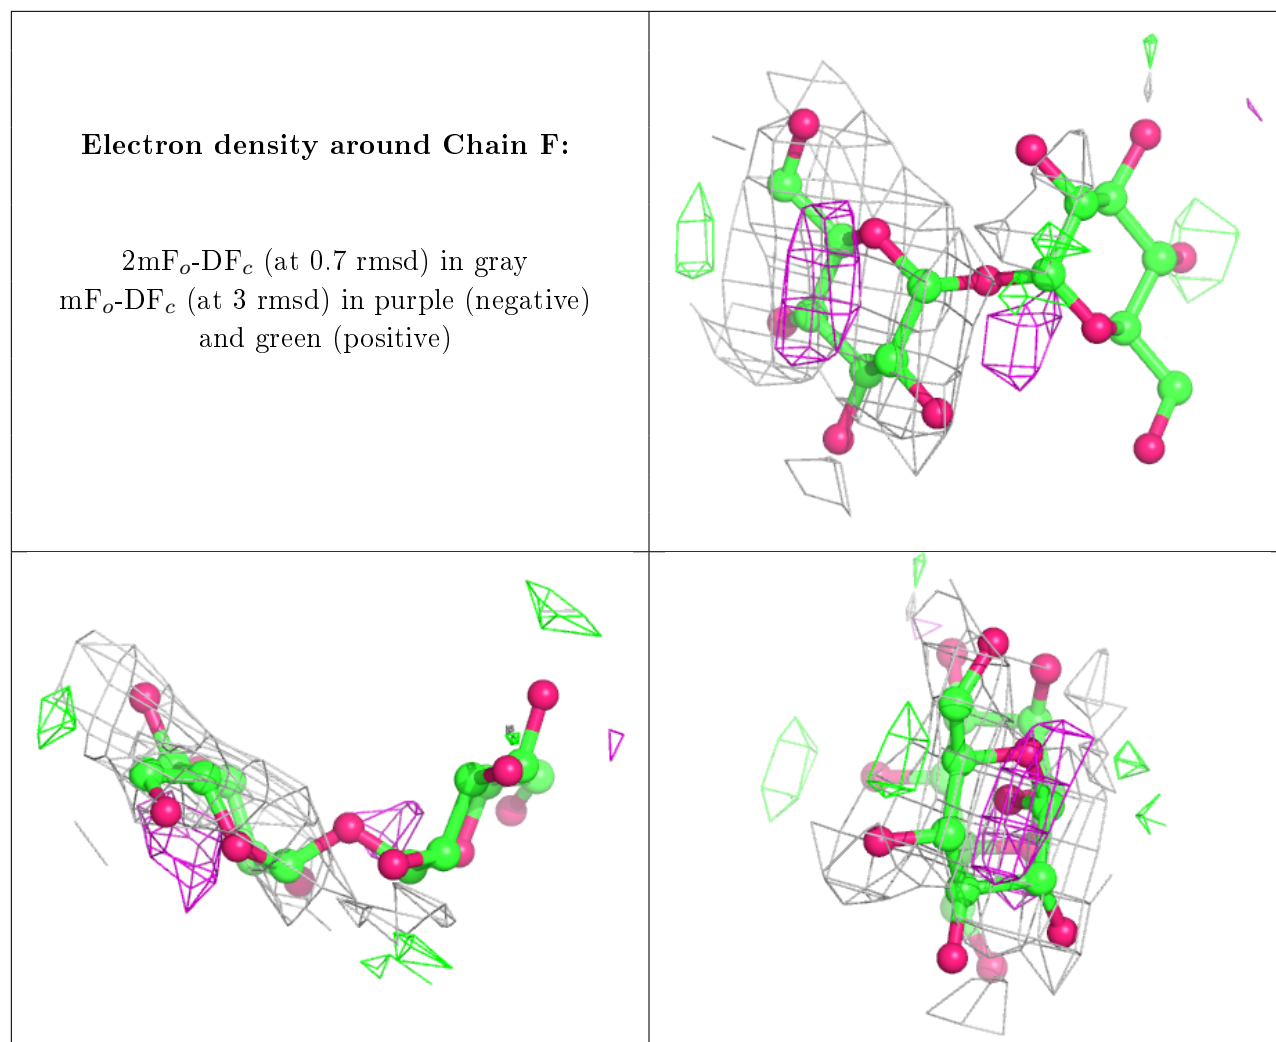 Electron density around Chain F:
2mFo-DFc (at 0.7 rmsd) in gray
mFo-DFc (at 3 rmsd) in purple (negative)
and green (positive)